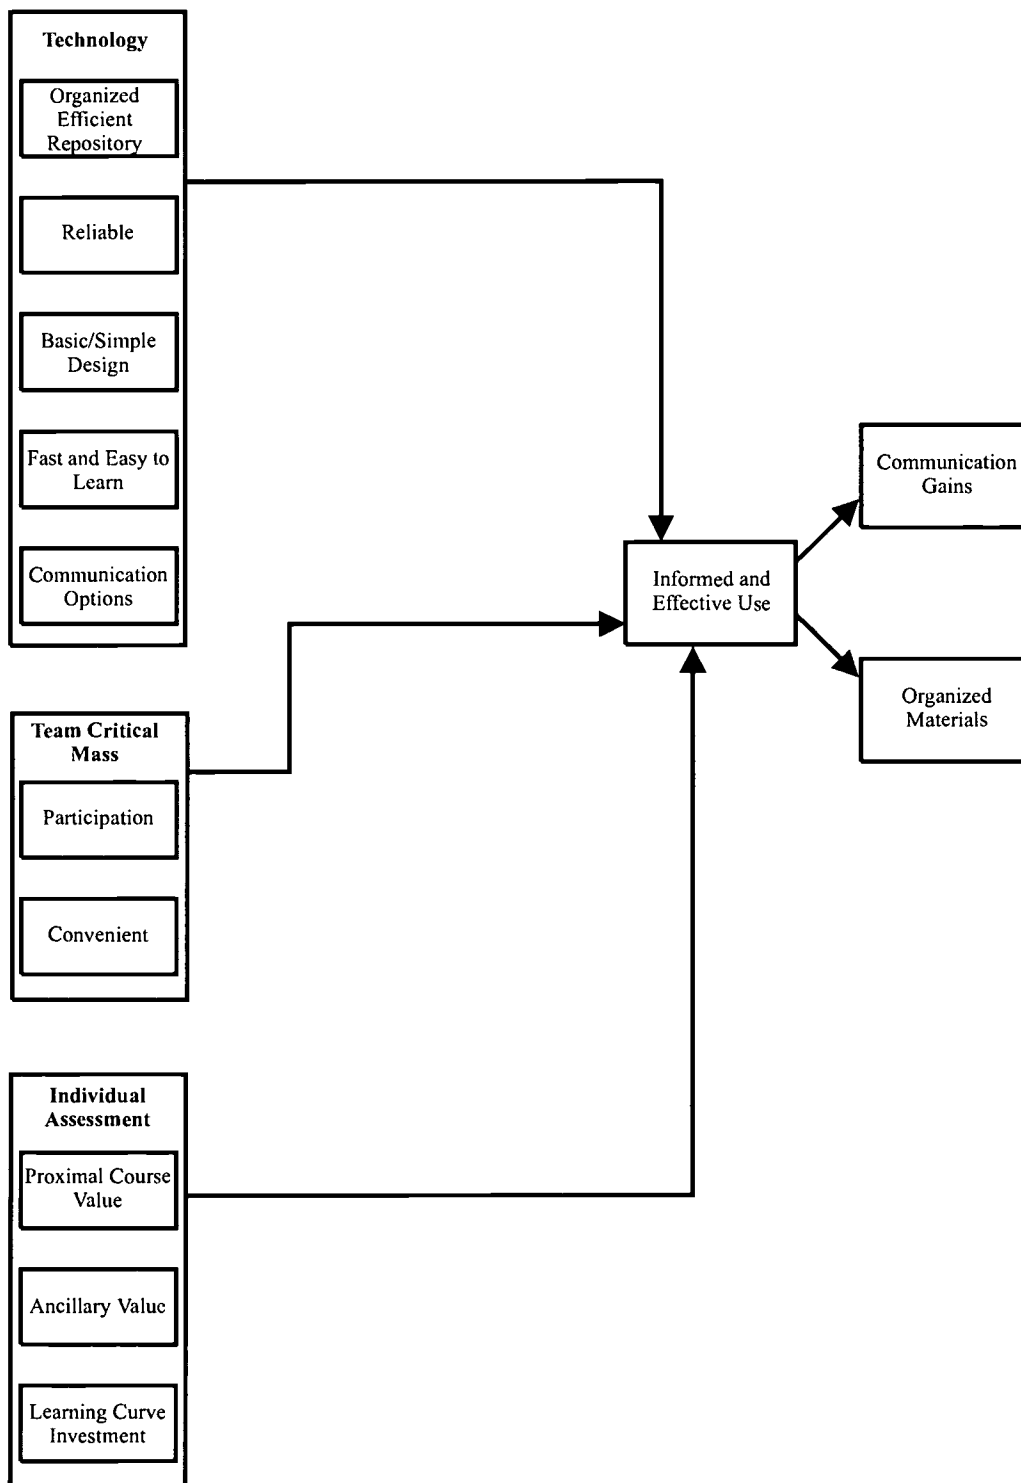 Technology
Organized
Efficient
Repository
Reliable
Basic/Simple
Design
Fast and Easy to
Learn
Communication
Options
Team Critical
Mass
Participation
Convenient
Individual
Assessment
Proximal Course
Value
Ancillary Value
Learning Curve
Investment
Informed and
Effective Use
Communication
Gains
Organized
Materials